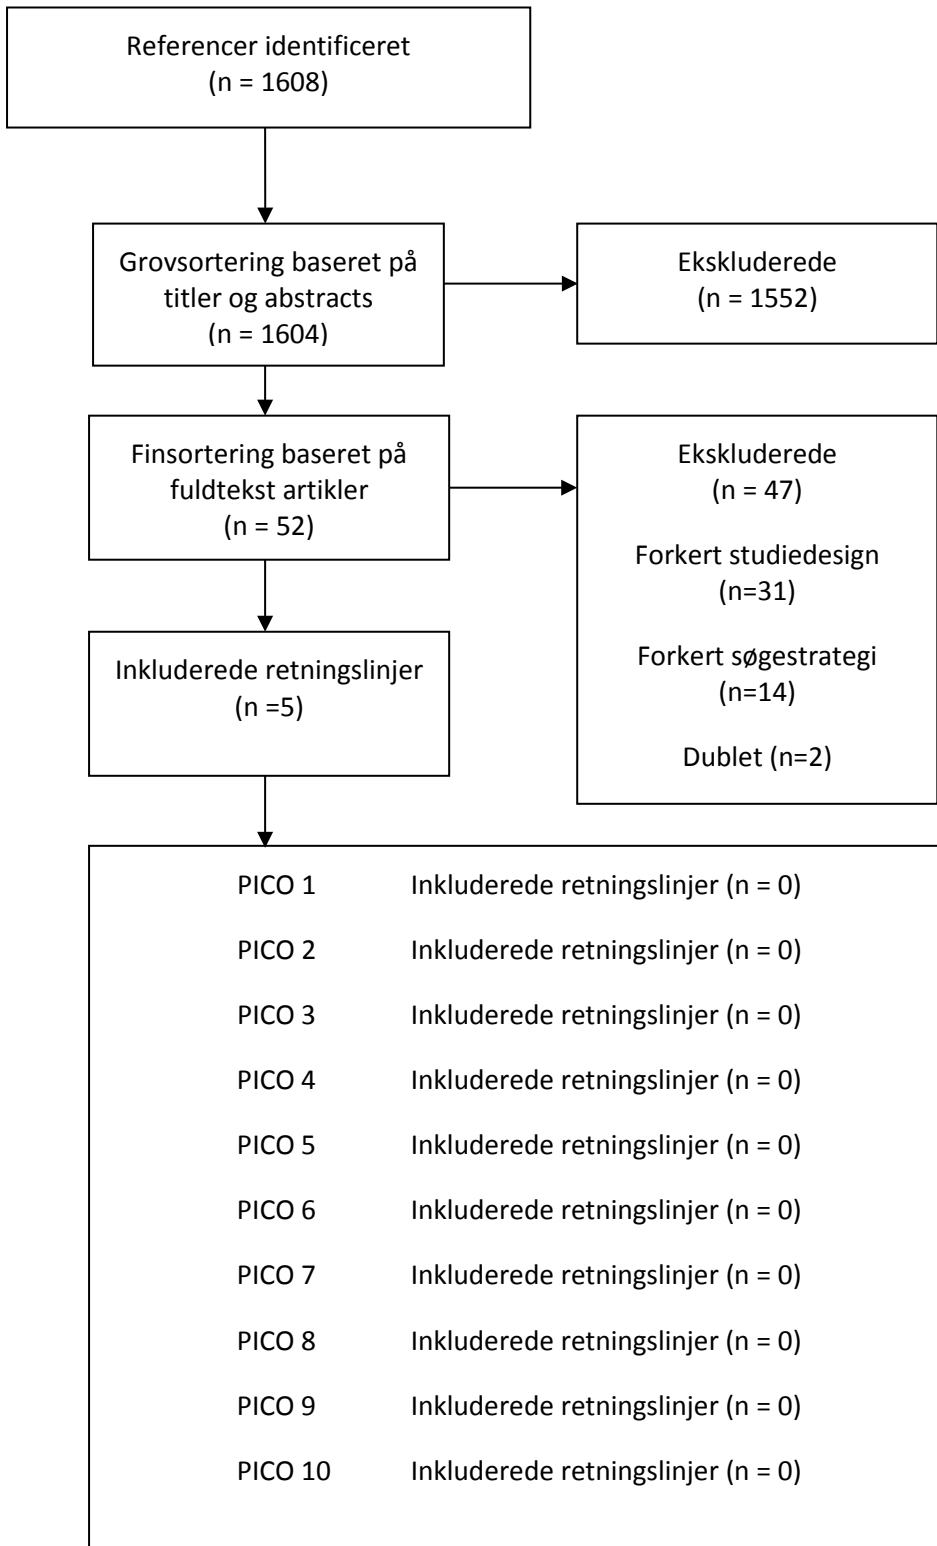 Referencer identificeret
(n = 1608)
Grovsortering baseret på
titler og abstracts
(n = 1604)
Ekskluderede
(n = 1552)
Finsortering baseret på
fuldtekst artikler
(n = 52)
Ekskluderede
(n = 47)
Forkert studiedesign
(n=31)
Forkert søgestrategi
(n=14)
Dublet (n=2)
Inkluderede retningslinjer
(n =5)
PICO 1 Inkluderede retningslinjer (n = 0)
PICO 2 Inkluderede retningslinjer (n = 0)
PICO 3 Inkluderede retningslinjer (n = 0)
PICO 4 Inkluderede retningslinjer (n = 0)
PICO 5 Inkluderede retningslinjer (n = 0)
PICO 6 Inkluderede retningslinjer (n = 0)
PICO 7 Inkluderede retningslinjer (n = 0)
PICO 8 Inkluderede retningslinjer (n = 0)
PICO 9 Inkluderede retningslinjer (n = 0)
PICO 10 Inkluderede retningslinjer (n = 0)